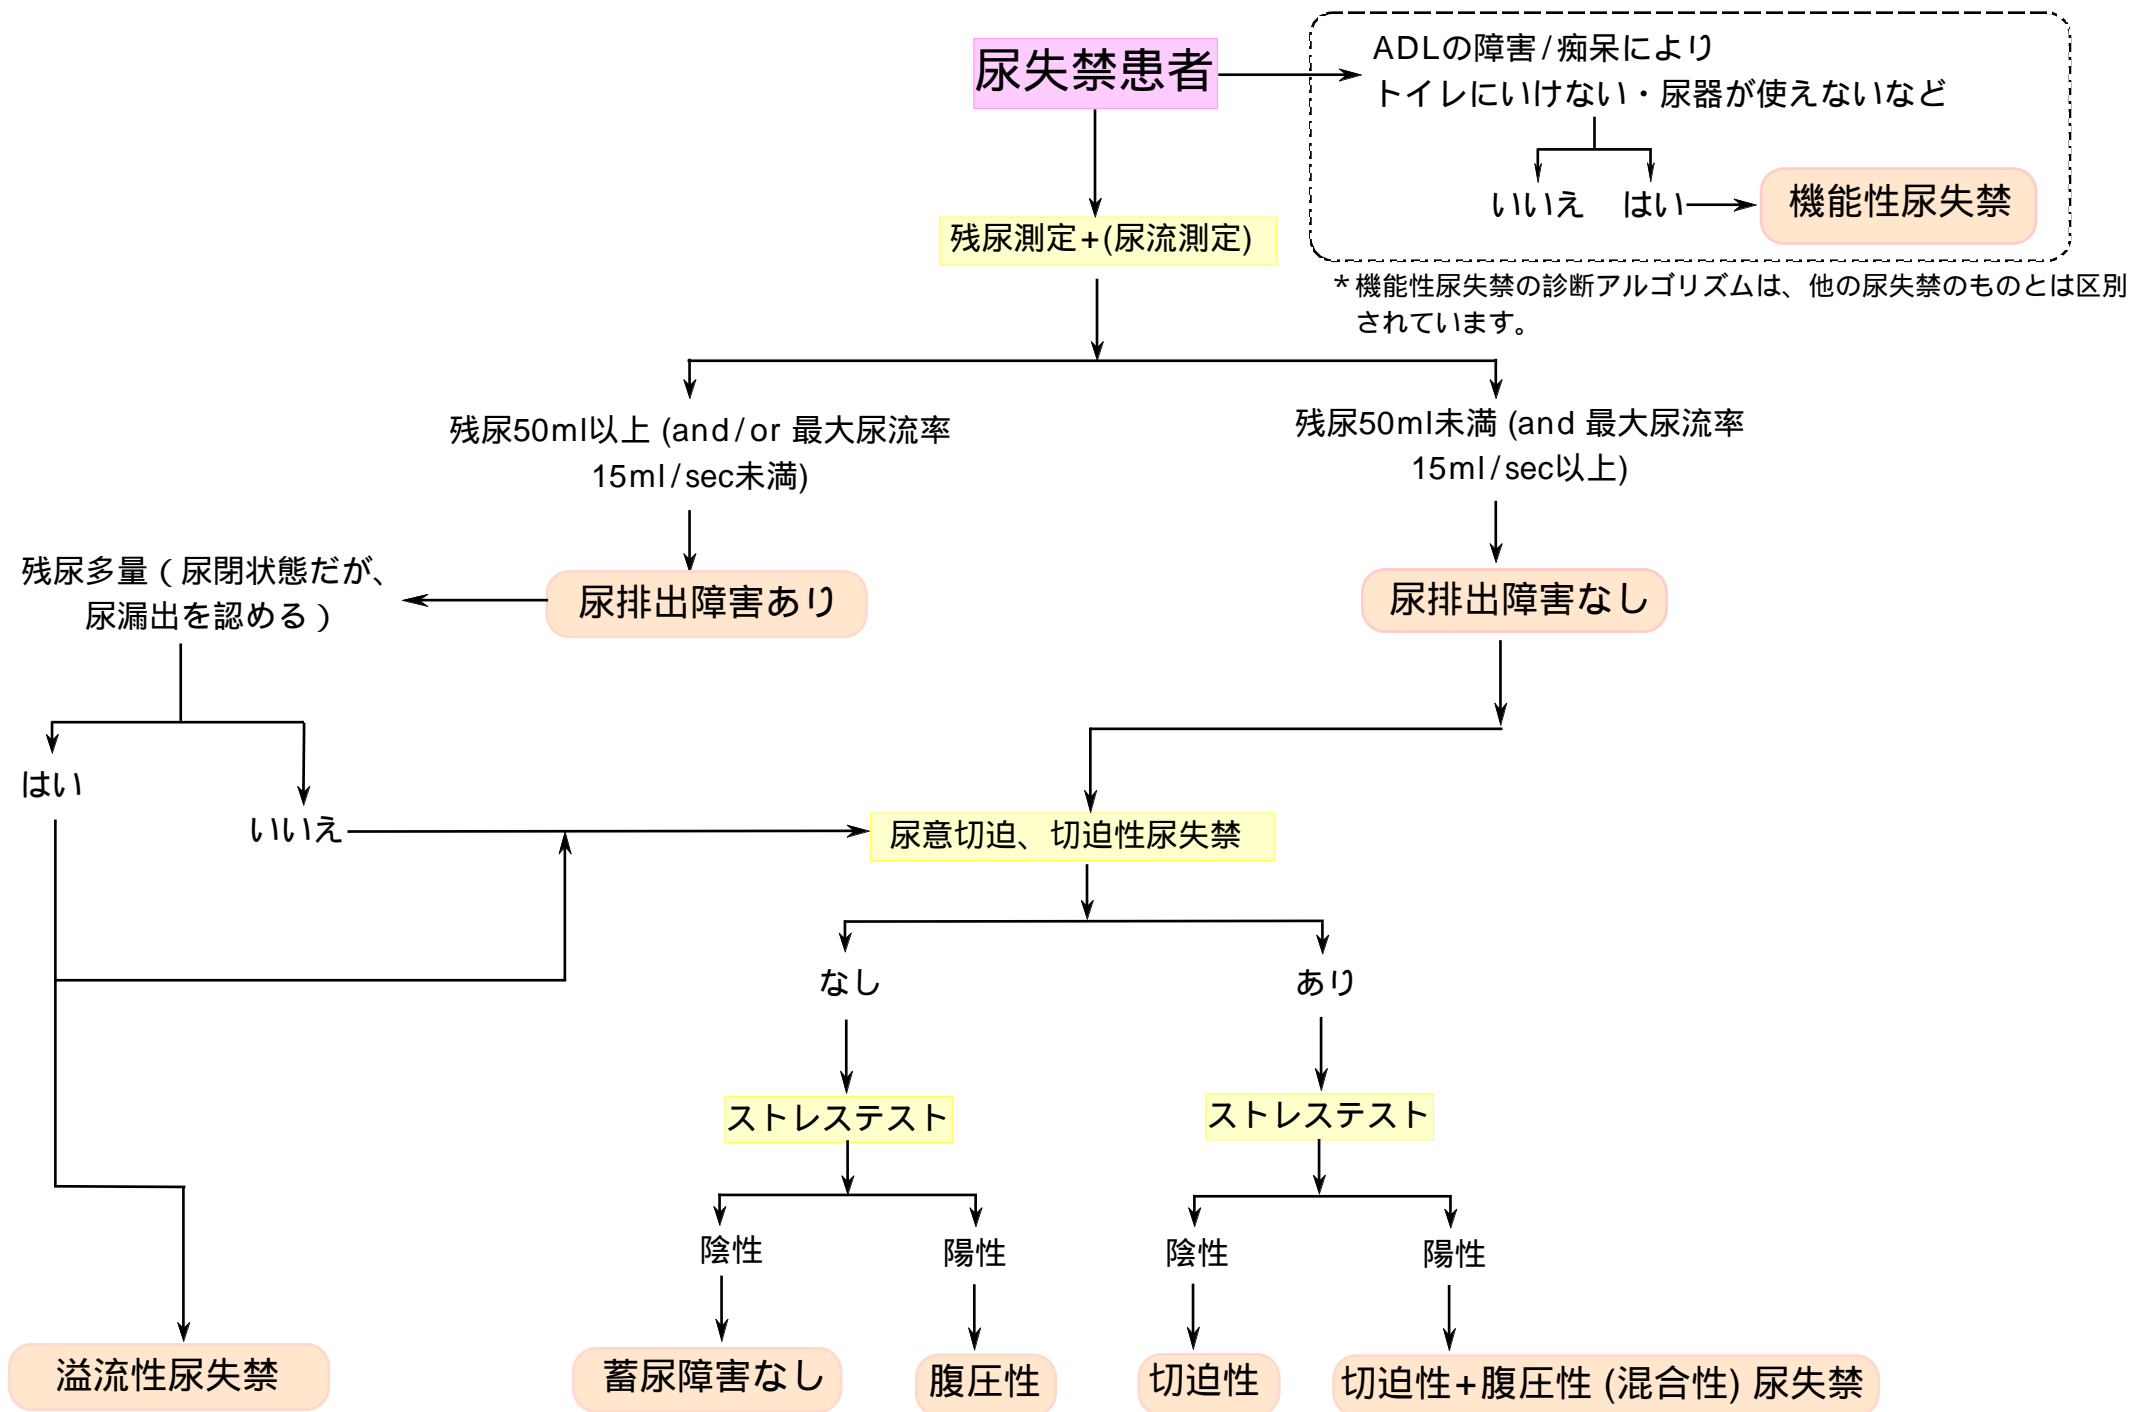 尿失禁患者
ADLの障害/痴呆により
トイレにいけない・尿器が使えないなど
いいえ
はい
機能性尿失禁
残尿測定+(尿流測定)
*機能性尿失禁の診断アルゴリズムは、他の尿失禁のものとは区別
されています。
残尿50ml以上 (and/or 最大尿流率
15ml/sec未満)
残尿50ml未満 (and 最大尿流率
15ml/sec以上)
残尿多量(尿閉状態だが、
尿漏出を認める)
尿排出障害あり
尿排出障害なし
はい
いいえ
尿意切迫、切迫性尿失禁
なし
あり
ストレステスト
ストレステスト
陰性
陽性
陰性
陽性
溢流性尿失禁
蓄尿障害なし
腹圧性
切迫性
切迫性+腹圧性 (混合性) 尿失禁